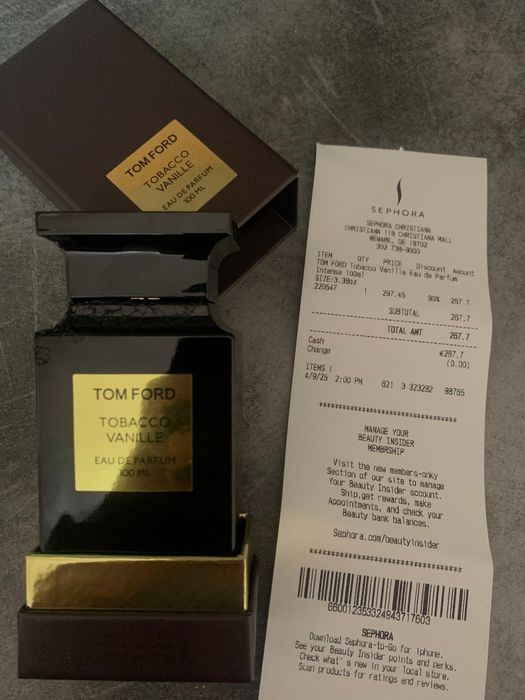 TOM FORD
TOBACCO
VANILLE
EAU DE PARFUM
100 ML
TOM FORD
TOBACCO
VANILLE
EAU DE PARFUM
100 ML
SEPHORA
SEPHORA CHRISTIANA
CHRISTIANA 118 CHRISTIANA MALL
NEWARK, DE 19702
302 738-9000
ITEM QTY PRICE Discount Amount
TOM FORD Tobacco Vanille Eau de Parfum
Intense 100ml
SIZE:3.38oz
220547 1 297.45 90% 267.7
SUBTOTAL 267.7
TOTAL AMT 267.7
Cash €267.7
Change (0.00)
ITEMS 1
4/9/25 2:00 PM 621 3 323282 98765
MANAGE YOUR
BEAUTY INSIDER
MEMBRSHIP
Visit the new members-onky
Section of our site to manage
Your Beauty Insider sccount.
Ship,get rewards, make
Appointments, and check your
Beauty bank balances.
Sephora.com/beautyinsider
860012353324943717603
SEPHORA
Download Sephora-to-Go for Iphone.
See your Beauty Insider points and perks.
Check what' s new in your local store.
Scan products for ratings and reviews.